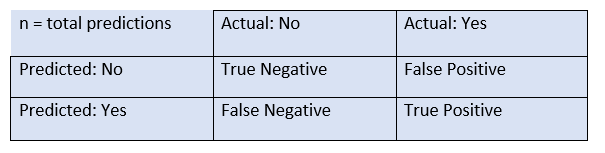 n = total predictions Actual: No Actual: Yes
Predicted: No True Negative False Positive
Predicted: Yes False Negative True Positive